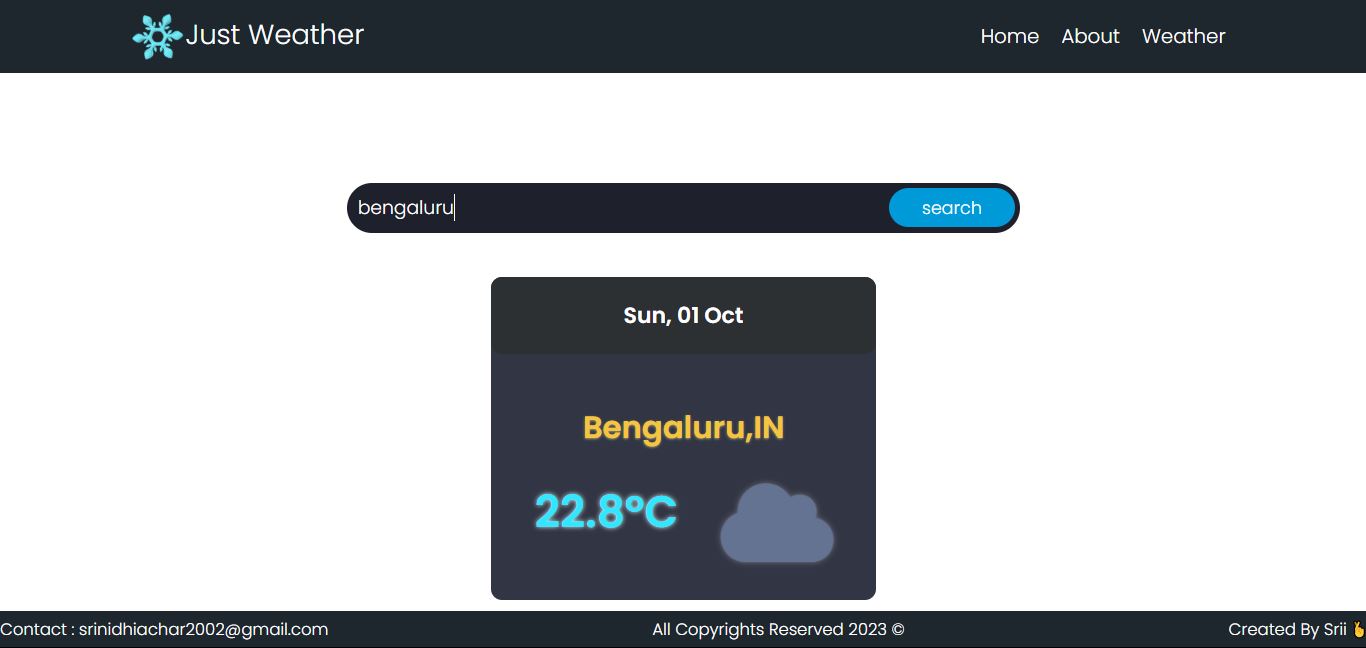 Just Weather
Home About Weather
bengaluru
search
Sun, 01 Oct
Bengaluru,IN
22.8°C
Contact : srinidhiachar2002@gmail.com
All Copyrights Reserved 2023 ©
Created By Srii 🫰